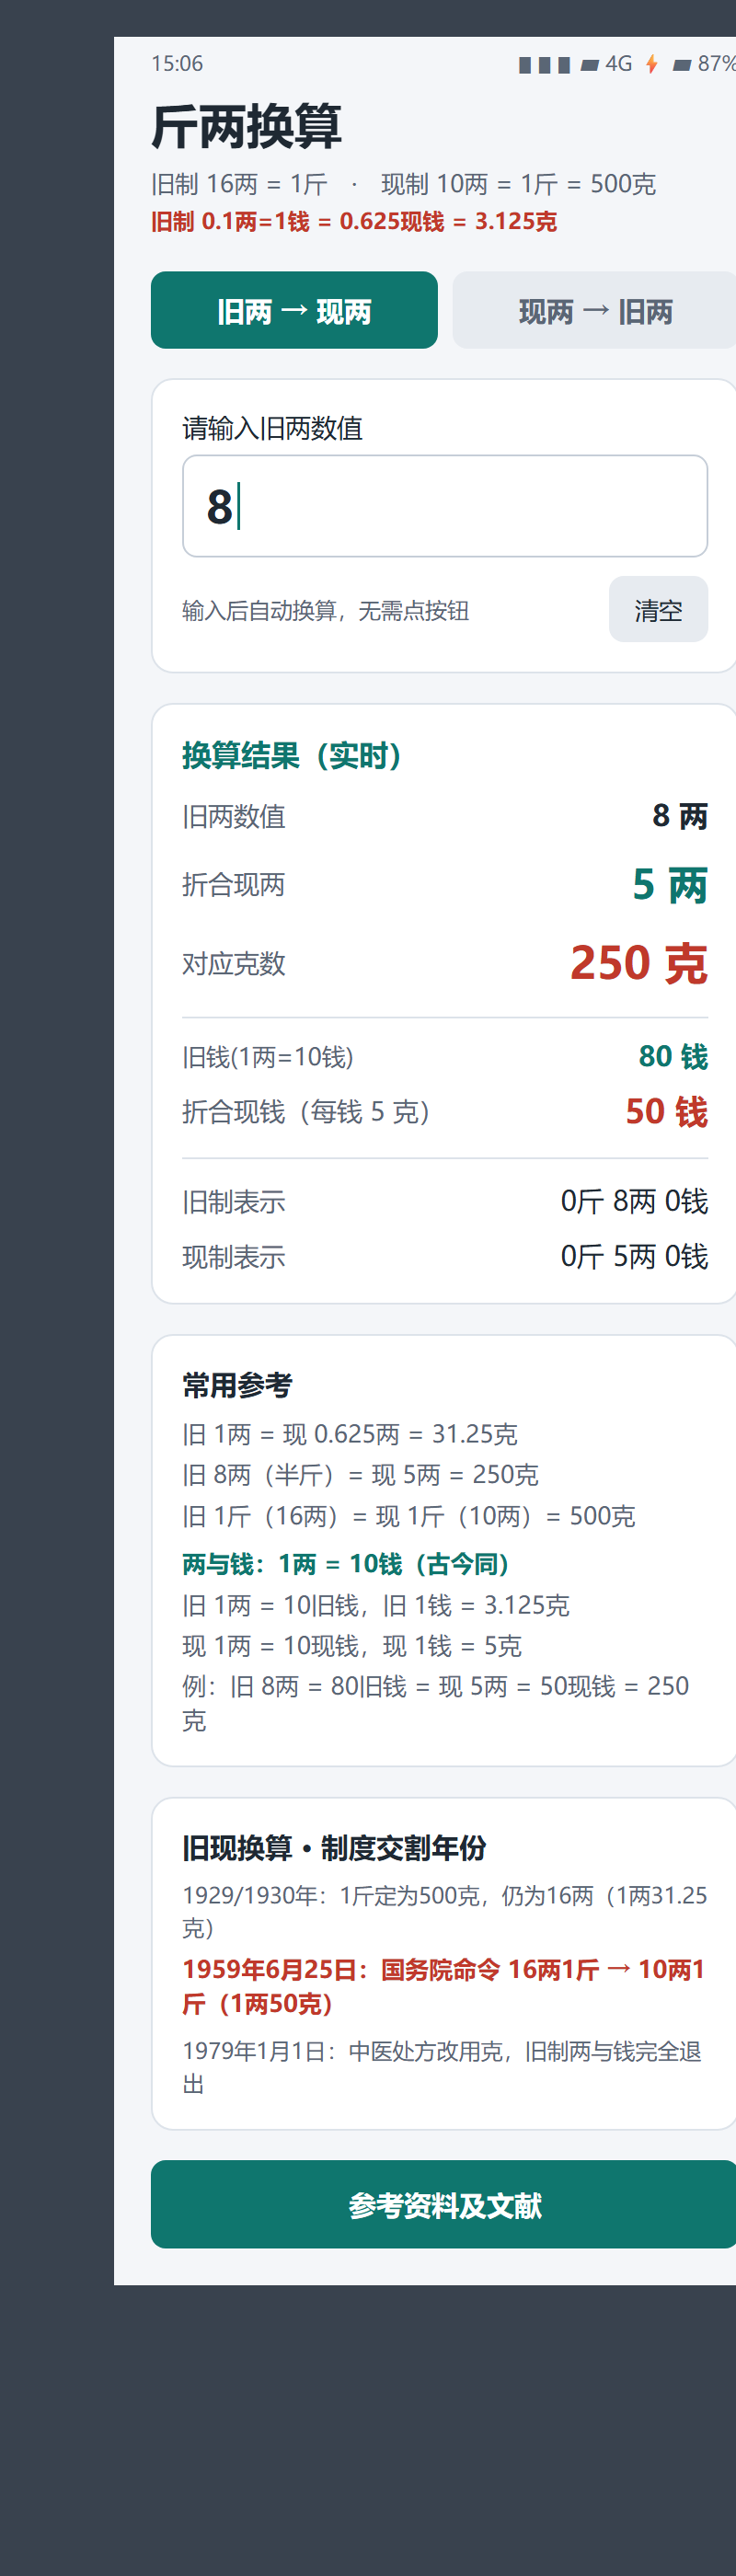 15:06 4G 87%
斤两换算
旧制 16两 = 1斤 · 现制 10两 = 1斤 = 500克
旧制 0.1两=1钱 = 0.625现钱 = 3.125克
旧两 → 现两 现两 → 旧两
请输入旧两数值
8
输入后自动换算，无需点按钮 清空
换算结果（实时）
旧两数值 8 两
折合现两 5 两
对应克数 250 克
旧钱(1两=10钱) 80 钱
折合现钱（每钱 5 克） 50 钱
旧制表示 0斤 8两 0钱
现制表示 0斤 5两 0钱
常用参考
旧 1两 = 现 0.625两 = 31.25克
旧 8两（半斤）= 现 5两 = 250克
旧 1斤（16两）= 现 1斤（10两）= 500克
两与钱：1两 = 10钱（古今同）
旧 1两 = 10旧钱，旧 1钱 = 3.125克
现 1两 = 10现钱，现 1钱 = 5克
例：旧 8两 = 80旧钱 = 现 5两 = 50现钱 = 250
克
旧现换算 · 制度交割年份
1929/1930年：1斤定为500克，仍为16两（1两31.25
克）
1959年6月25日：国务院命令 16两1斤 → 10两1
斤（1两50克）
1979年1月1日：中医处方改用克，旧制两与钱完全退
出
参考资料及文献